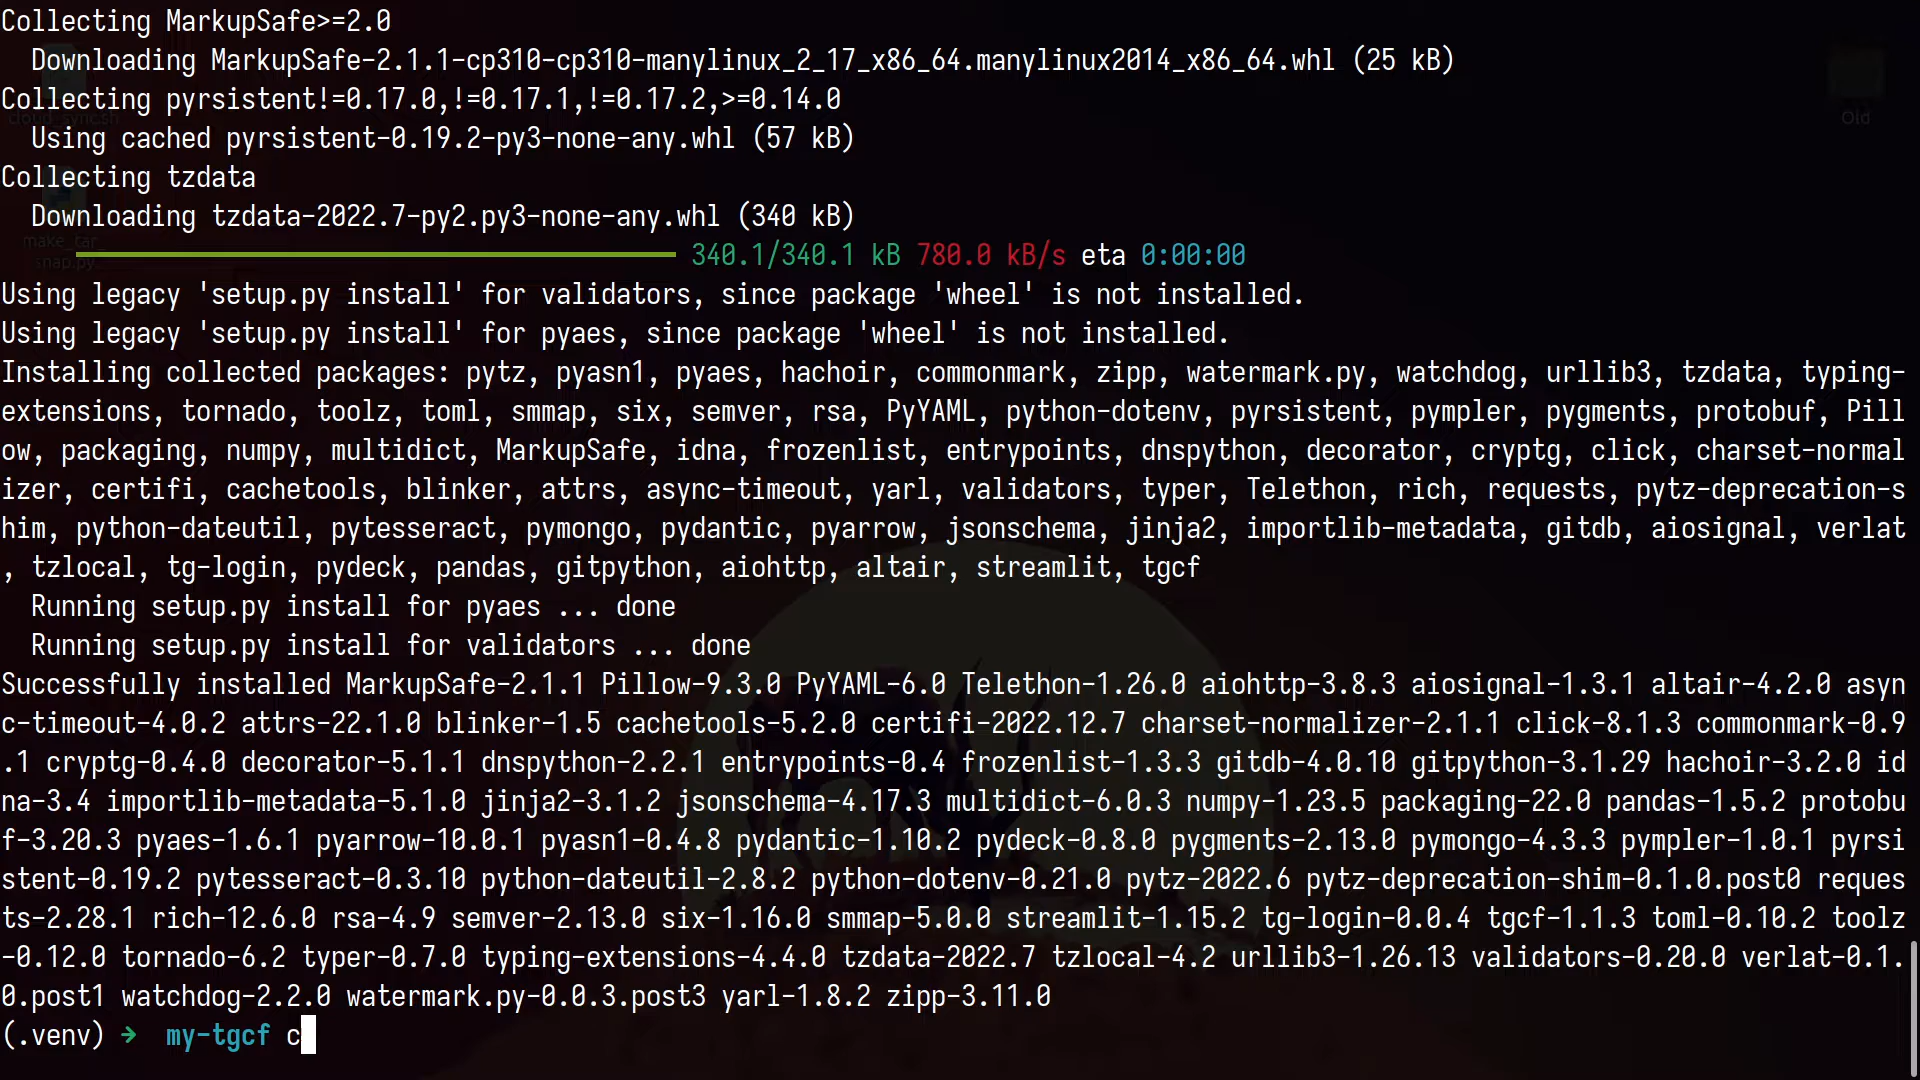 Collecting MarkupSafe>=2.0
  Downloading MarkupSafe-2.1.1-cp310-cp310-manylinux_2_17_x86_64.manylinux2014_x86_64.whl (25 kB)
Collecting pyrsistent!=0.17.0,!=0.17.1,!=0.17.2,>=0.14.0
cloud-sync.sh
Old
  Using cached pyrsistent-0.19.2-py3-none-any.whl (57 kB)
Collecting tzdata
  Downloading tzdata-2022.7-py2.py3-none-any.whl (340 kB)
make_tar_
snap.py
340.1/340.1 kB 780.0 kB/s eta 0:00:00
Using legacy 'setup.py install' for validators, since package 'wheel' is not installed.
Using legacy 'setup.py install' for pyaes, since package 'wheel' is not installed.
Installing collected packages: pytz, pyasn1, pyaes, hachoir, commonmark, zipp, watermark.py, watchdog, urllib3, tzdata, typing-
extensions, tornado, toolz, toml, smmap, six, semver, rsa, PyYAML, python-dotenv, pyrsistent, pympler, pygments, protobuf, Pill
ow, packaging, numpy, multidict, MarkupSafe, idna, frozenlist, entrypoints, dnspython, decorator, cryptg, click, charset-normal
izer, certifi, cachetools, blinker, attrs, async-timeout, yarl, validators, typer, Telethon, rich, requests, pytz-deprecation-s
him, python-dateutil, pytesseract, pymongo, pydantic, pyarrow, jsonschema, jinja2, importlib-metadata, gitdb, aiosignal, verlat
, tzlocal, tg-login, pydeck, pandas, gitpython, aiohttp, altair, streamlit, tgcf
  Running setup.py install for pyaes ... done
  Running setup.py install for validators ... done
Successfully installed MarkupSafe-2.1.1 Pillow-9.3.0 PyYAML-6.0 Telethon-1.26.0 aiohttp-3.8.3 aiosignal-1.3.1 altair-4.2.0 asyn
c-timeout-4.0.2 attrs-22.1.0 blinker-1.5 cachetools-5.2.0 certifi-2022.12.7 charset-normalizer-2.1.1 click-8.1.3 commonmark-0.9
.1 cryptg-0.4.0 decorator-5.1.1 dnspython-2.2.1 entrypoints-0.4 frozenlist-1.3.3 gitdb-4.0.10 gitpython-3.1.29 hachoir-3.2.0 id
na-3.4 importlib-metadata-5.1.0 jinja2-3.1.2 jsonschema-4.17.3 multidict-6.0.3 numpy-1.23.5 packaging-22.0 pandas-1.5.2 protobu
f-3.20.3 pyaes-1.6.1 pyarrow-10.0.1 pyasn1-0.4.8 pydantic-1.10.2 pydeck-0.8.0 pygments-2.13.0 pymongo-4.3.3 pympler-1.0.1 pyrsi
stent-0.19.2 pytesseract-0.3.10 python-dateutil-2.8.2 python-dotenv-0.21.0 pytz-2022.6 pytz-deprecation-shim-0.1.0.post0 reques
ts-2.28.1 rich-12.6.0 rsa-4.9 semver-2.13.0 six-1.16.0 smmap-5.0.0 streamlit-1.15.2 tg-login-0.0.4 tgcf-1.1.3 toml-0.10.2 toolz
-0.12.0 tornado-6.2 typer-0.7.0 typing-extensions-4.4.0 tzdata-2022.7 tzlocal-4.2 urllib3-1.26.13 validators-0.20.0 verlat-0.1.
0.post1 watchdog-2.2.0 watermark.py-0.0.3.post3 yarl-1.8.2 zipp-3.11.0
(.venv) ➜  my-tgcf c